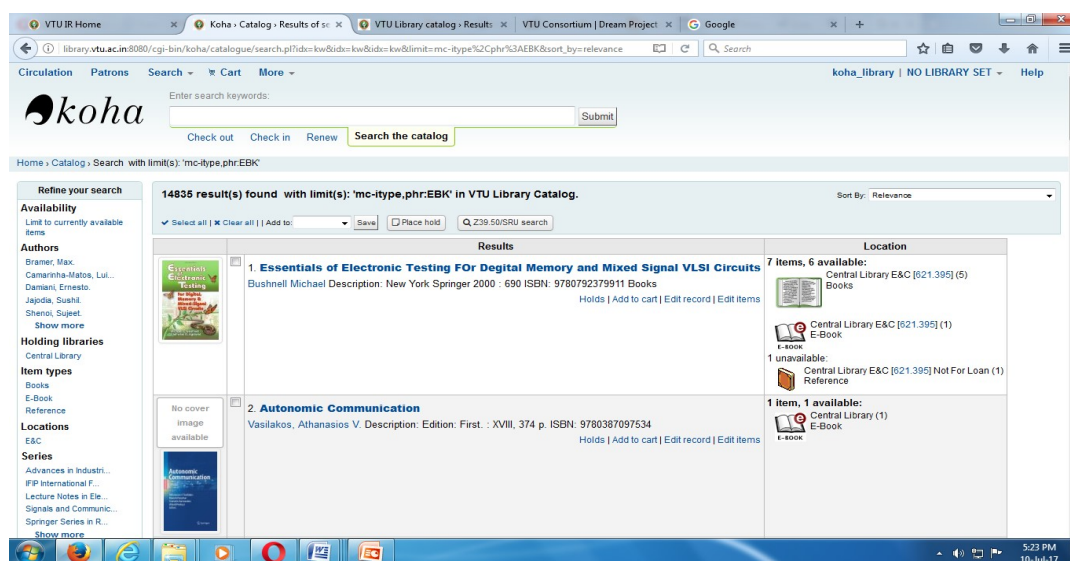 VTU IR Home
Koha › Catalog › Results of se
VTU Library catalog › Results
VTU Consortium | Dream Project
Google
library.vtu.ac.in:8080/cgi-bin/koha/catalogue/search.pl?idx=kw&idx=kw&idx=kw&limit=mc-itype%2Cphr%3AEBK&sort_by=relevance
Search
Circulation Patrons Search Cart More
koha_library | NO LIBRARY SET Help
koha
Enter search keywords:
Submit
Check out Check in Renew Search the catalog
Home › Catalog › Search with limit(s): 'mc-itype,phr:EBK'
Refine your search
Availability
Limit to currently available
items
Authors
Bramer, Max.
Camarinha-Matos, Lui...
Damiani, Ernesto.
Jajodia, Sushil.
Shenoi, Sujeet.
Show more
Holding libraries
Central Library
Item types
Books
E-Book
Reference
Locations
E&C
Series
Advances in Industri...
IFIP International F...
Lecture Notes in Ele...
Signals and Communic...
Springer Series in R...
Show more
14835 result(s) found with limit(s): 'mc-itype,phr:EBK' in VTU Library Catalog.
Sort By: Relevance
Select all | Clear all | | Add to: Save Place hold Z39.50/SRU search
Results
Location
Essentials
Electronic
Testing
1. Essentials of Electronic Testing FOr Degital Memory and Mixed Signal VLSI Circuits
Bushnell Michael Description: New York Springer 2000 : 690 ISBN: 9780792379911 Books
Holds | Add to cart | Edit record | Edit items
7 items, 6 available:
Central Library E&C [621.395] (5)
Books
Central Library E&C [621.395] (1)
E-Book
E-BOOK
1 unavailable:
Central Library E&C [621.395] Not For Loan (1)
Reference
No cover
image
available
Autonomic
Communication
2. Autonomic Communication
Vasilakos, Athanasios V. Description: Edition: First. : XVIII, 374 p. ISBN: 9780387097534
Holds | Add to cart | Edit record | Edit items
1 item, 1 available:
Central Library (1)
E-Book
E-BOOK
5:23 PM
10-Jul-17